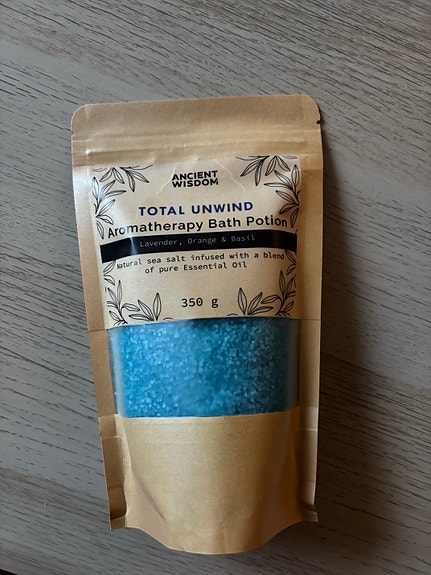 ANCIENT
WISDOM
TOTAL UNWIND
Aromatherapy Bath Potion
Lavender, Orange & Basil
Natural sea salt infused with a blend
of pure Essential Oil
350 g